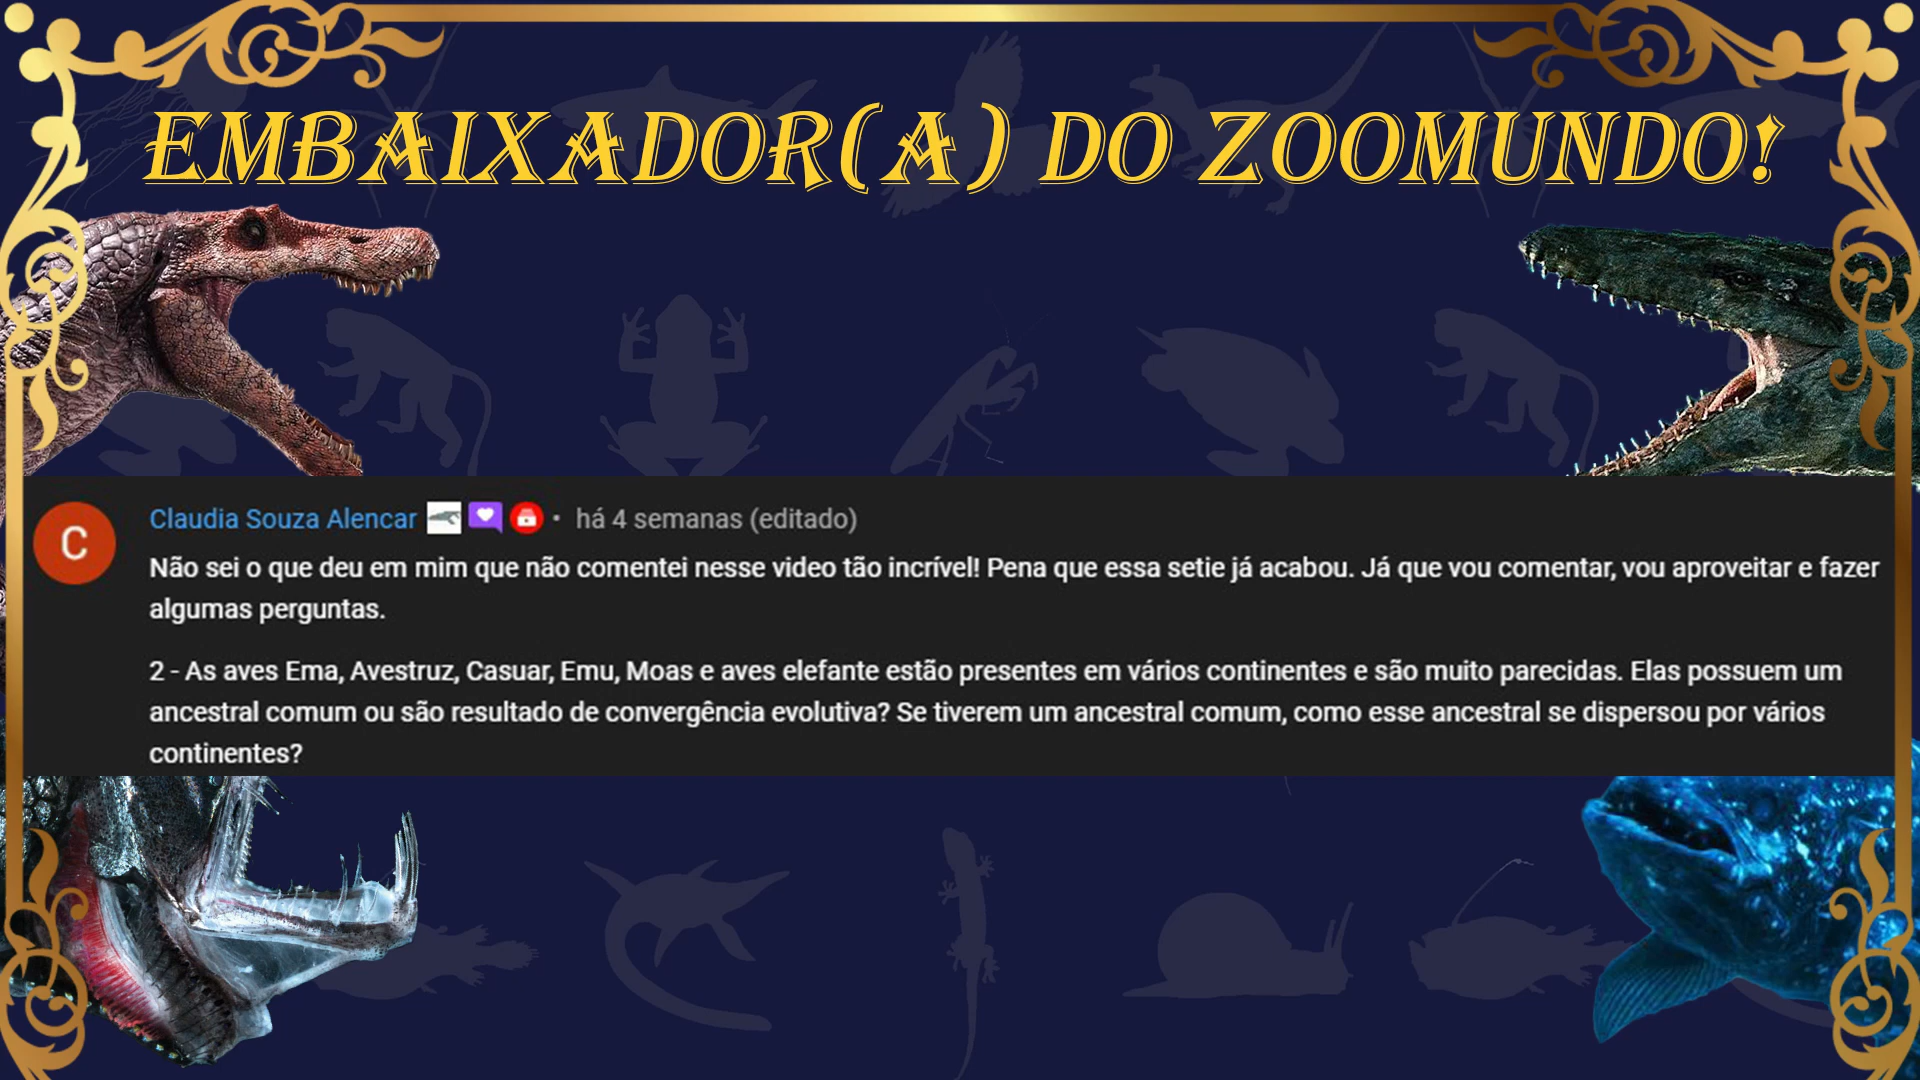 EMBAIXADOR(A) DO ZOOMUNDO!
C
Claudia Souza Alencar • há 4 semanas (editado)
Não sei o que deu em mim que não comentei nesse video tão incrível! Pena que essa setie já acabou. Já que vou comentar, vou aproveitar e fazer
algumas perguntas.
2 - As aves Ema, Avestruz, Casuar, Emu, Moas e aves elefante estão presentes em vários continentes e são muito parecidas. Elas possuem um
ancestral comum ou são resultado de convergência evolutiva? Se tiverem um ancestral comum, como esse ancestral se dispersou por vários
continentes?